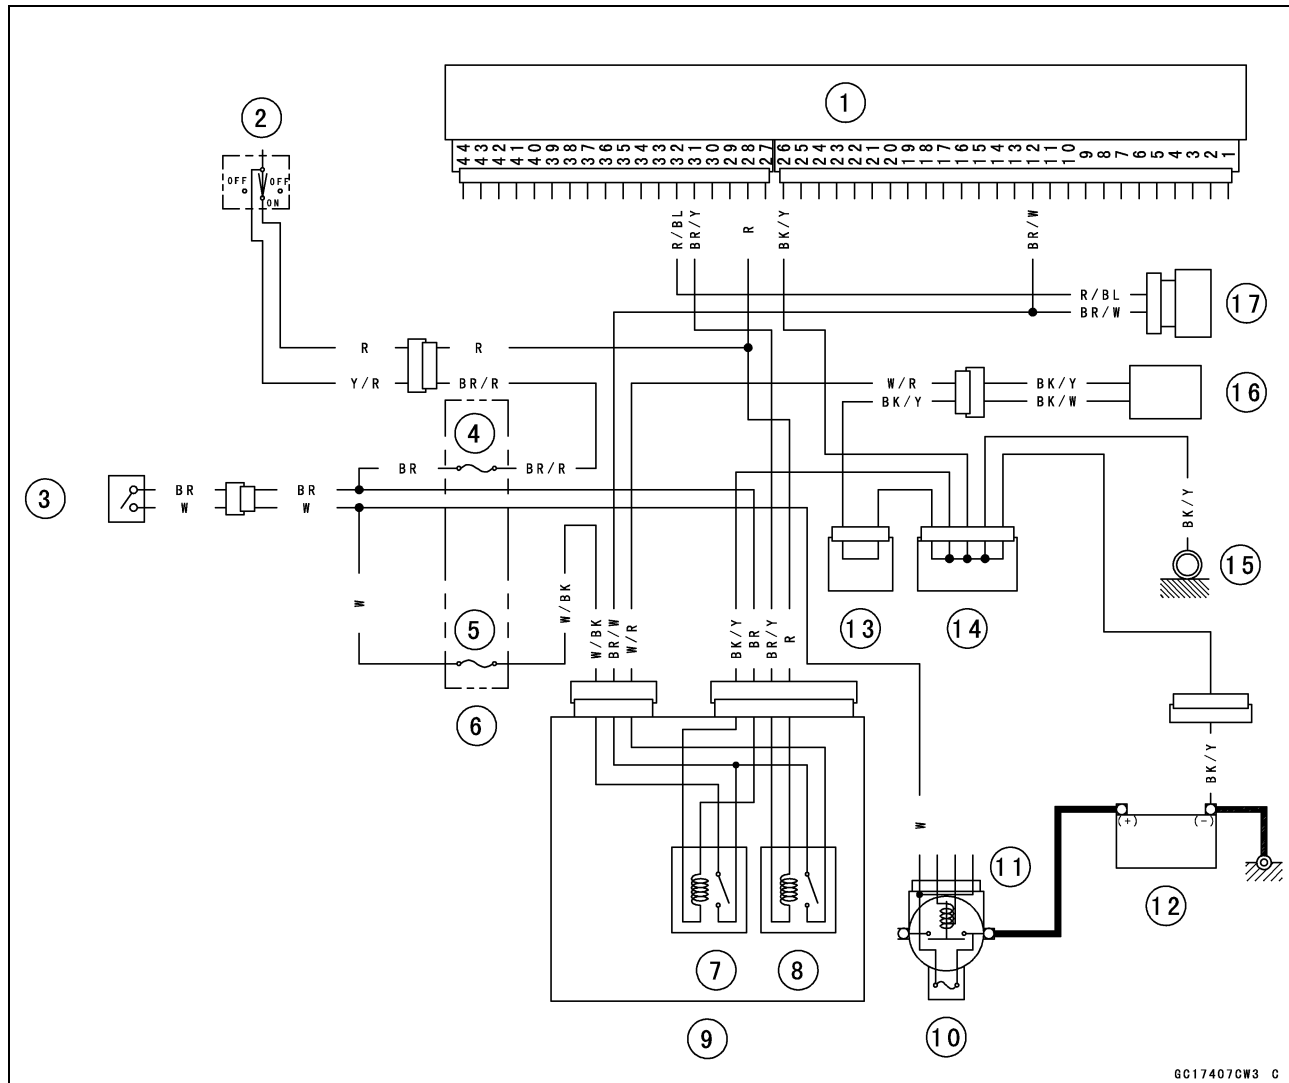 1
2
44 43 42 41 40 39 38 37 36 35 34 33 32 31 30 29 28 27 26 25 24 23 22 21 20 19 18 17 16 15 14 13 12 11 10 9 8 7 6 5 4 3 2 1
OFF OFF
ON
R/BL BR/Y R BK/Y BR/W
R/BL
BR/W
17
R R
Y/R BR/R
W/R BK/Y
BK/Y BK/W
16
4
BR BR/R
3
BR BR
W W
BK/Y
15
W
W/BK
5
W/BK BR/W W/R BK/Y BR BR/Y R
13 14
6
BK/Y
W
(+) (-)
11
12
7 8
9
10
GC17407CW3 C